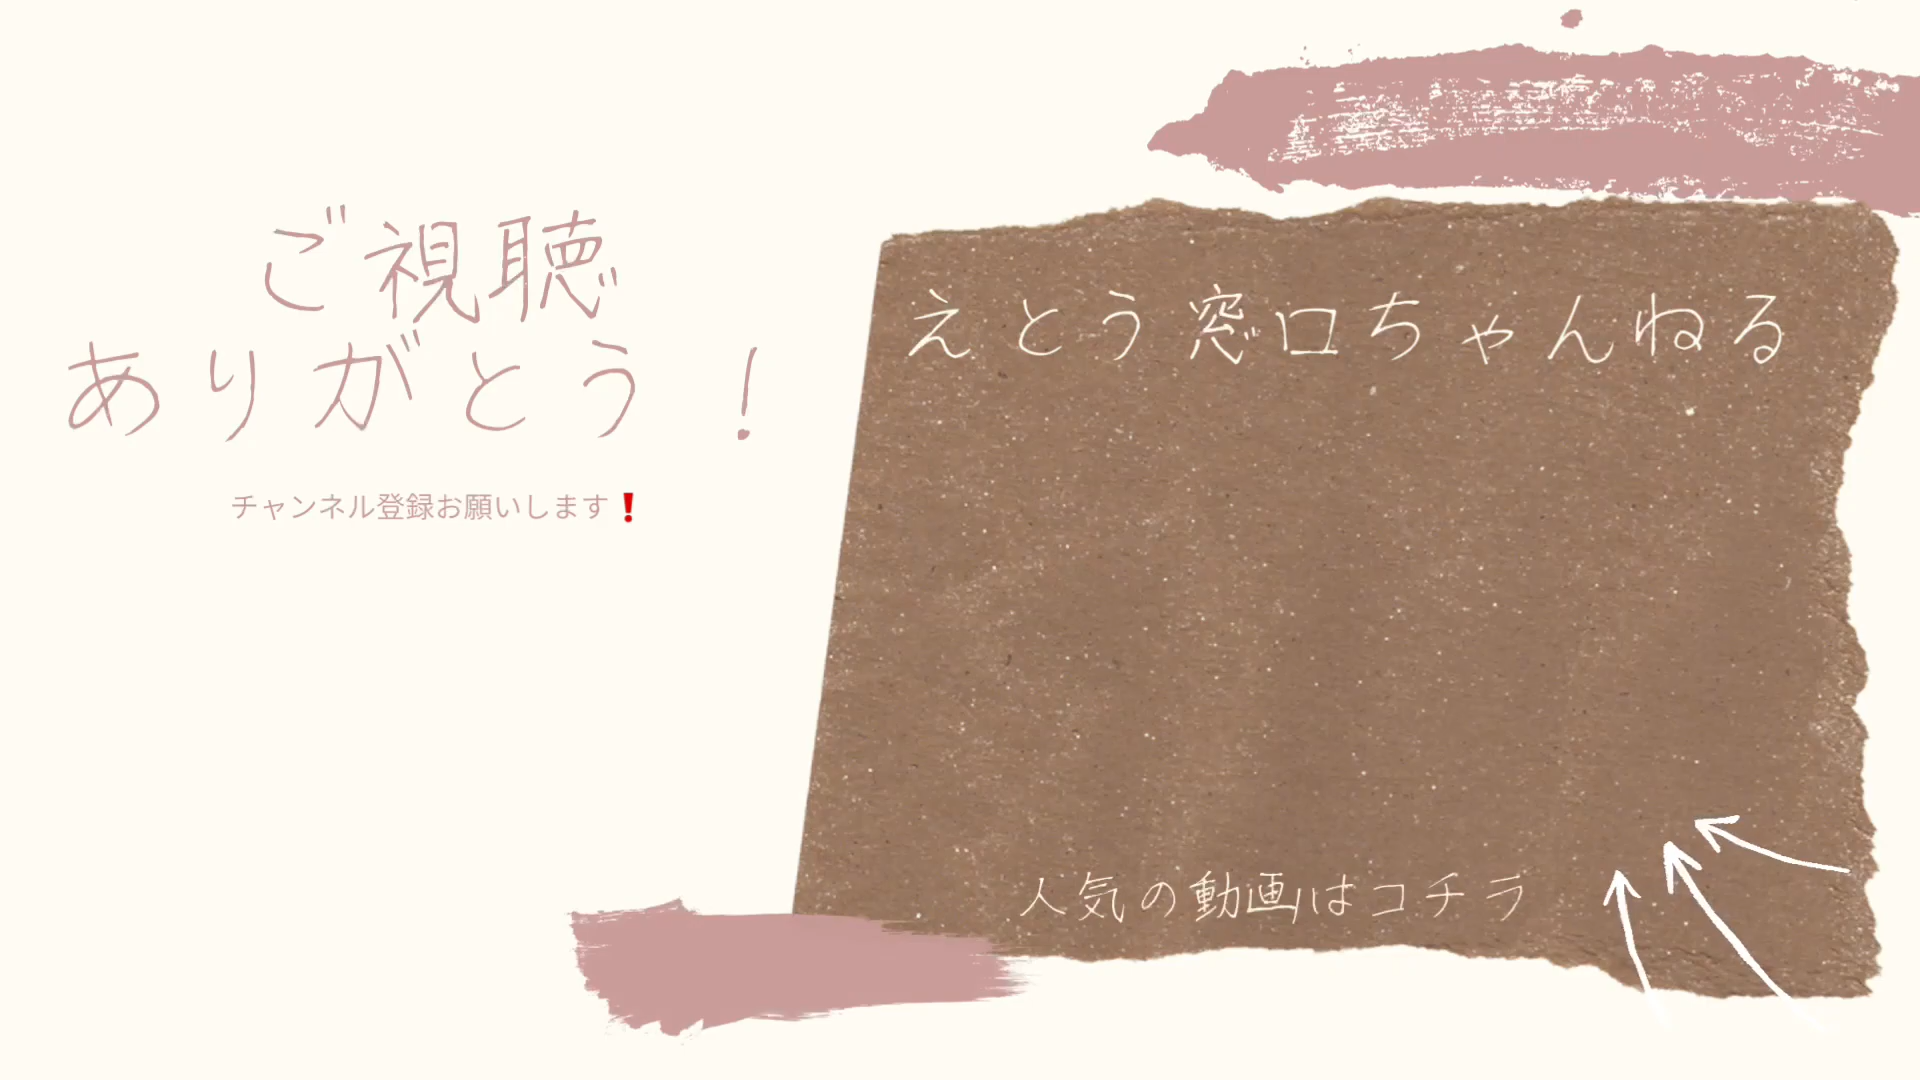 ご視聴
ありがとう！
チャンネル登録お願いします❗
えとう窓口ちゃんねる
人気の動画はコチラ